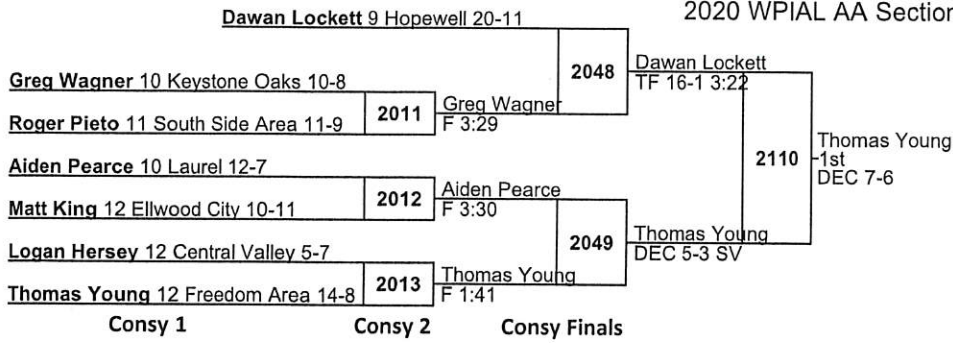 2020 WPIAL AA Section
Dawan Lockett 9 Hopewell 20-11
2048
Dawan Lockett
TF 16-1 3:22
Greg Wagner 10 Keystone Oaks 10-8
2011
Greg Wagner
F 3:29
Roger Pieto 11 South Side Area 11-9
2110
Thomas Young
1st
DEC 7-6
Aiden Pearce 10 Laurel 12-7
2012
Aiden Pearce
F 3:30
Matt King 12 Ellwood City 10-11
2049
Thomas Young
DEC 5-3 SV
Logan Hersey 12 Central Valley 5-7
2013
Thomas Young
F 1:41
Thomas Young 12 Freedom Area 14-8
Consy 1
Consy 2
Consy Finals